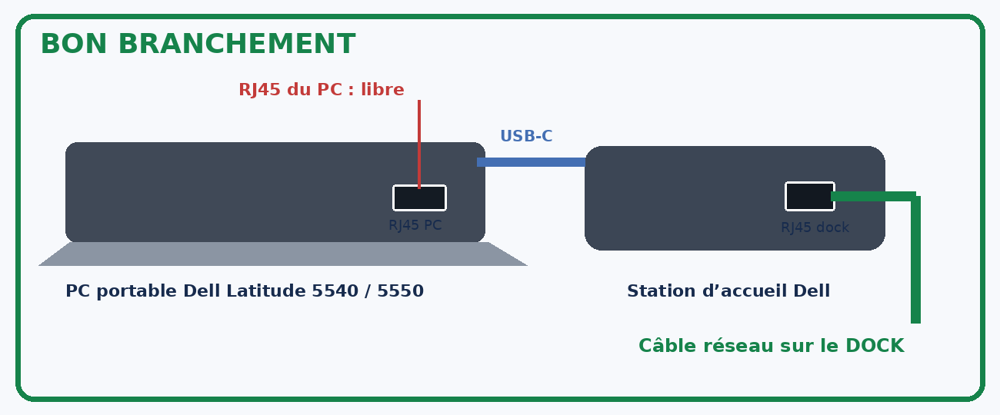 BON BRANCHEMENT
RJ45 du PC : libre
USB-C
RJ45 PC
RJ45 dock
PC portable Dell Latitude 5540 / 5550
Station d’accueil Dell
Câble réseau sur le DOCK